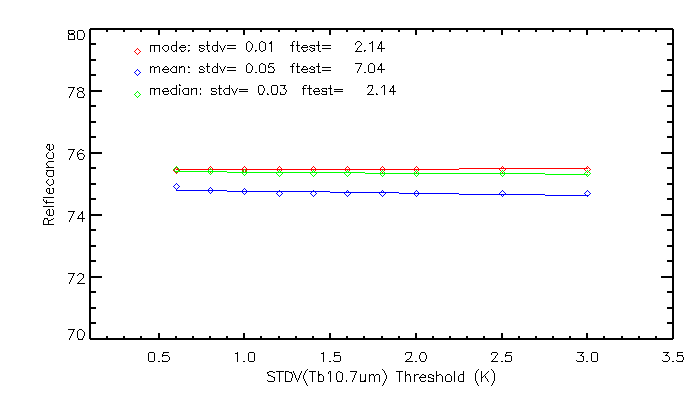 80
mode: stdv= 0.01 ftest= 2.14
mean: stdv= 0.05 ftest= 7.04
median: stdv= 0.03 ftest= 2.14
78
76
74
72
70
Relflecance
0.5 1.0 1.5 2.0 2.5 3.0 3.5
STDV(Tb10.7um) Threshold (K)